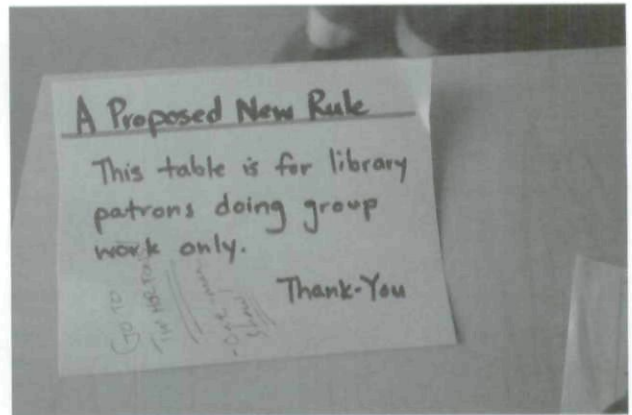 A Proposed New Rule
This table is for library
patrons doing group
work only.
Thank-You